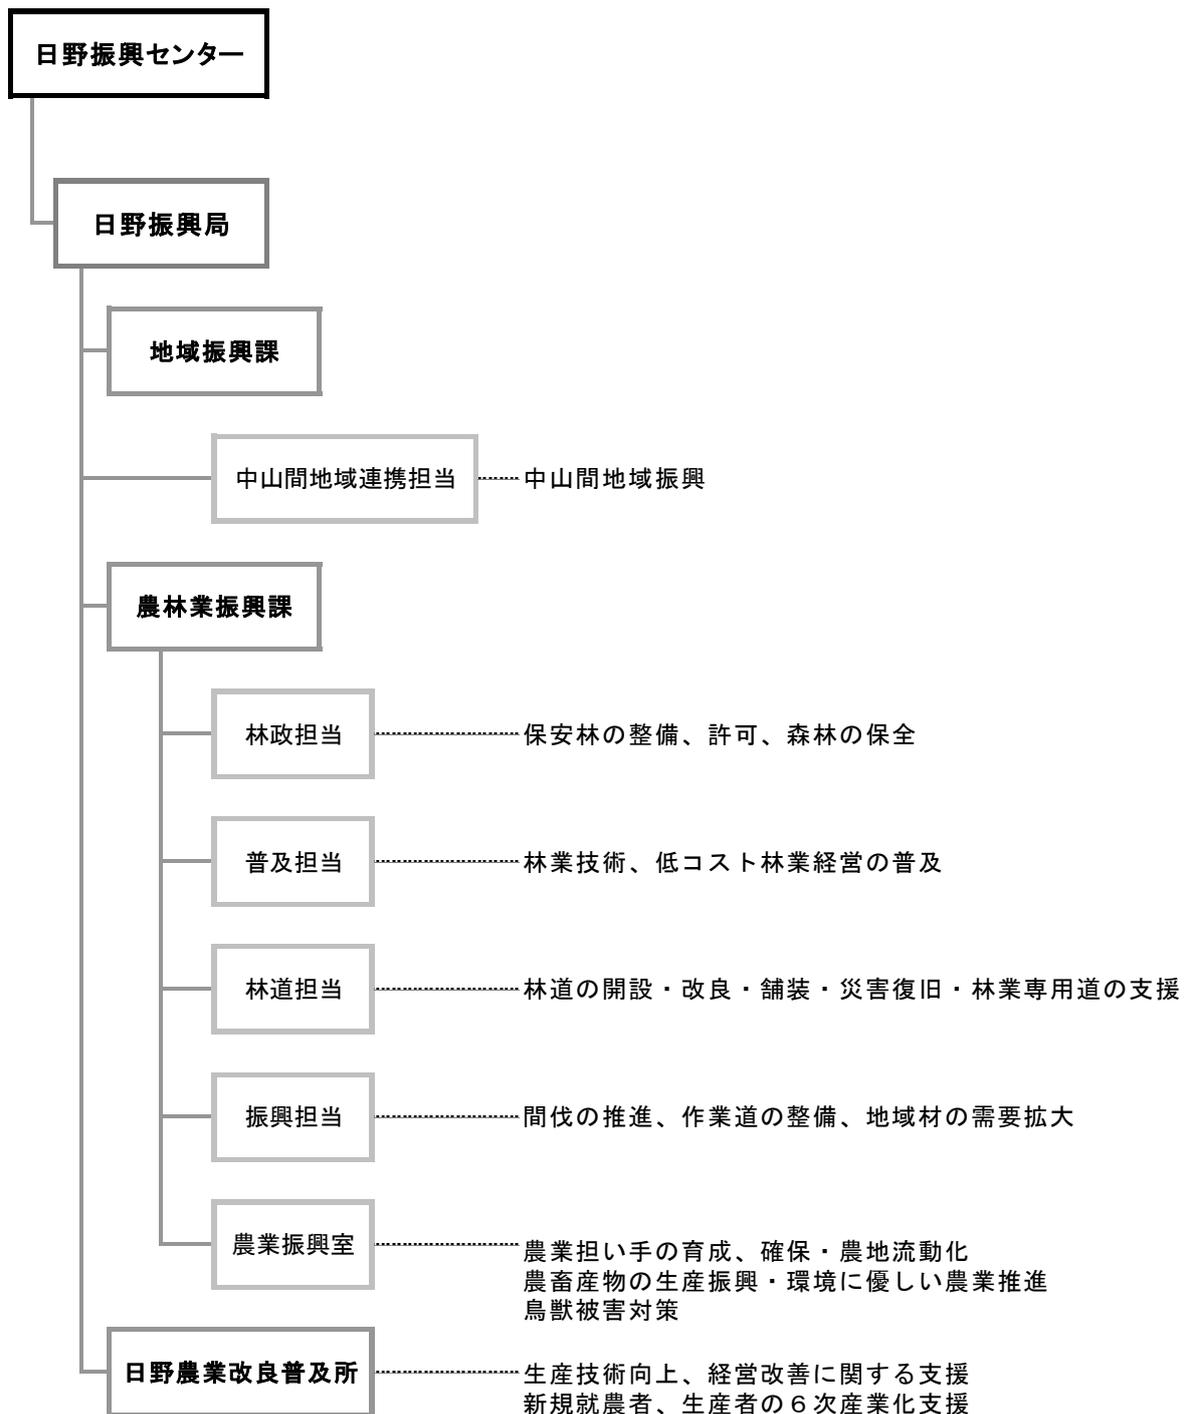 日野振興センター
日野振興局
地域振興課
中山間地域連携担当 中山間地域振興
農林業振興課
林政担当 保安林の整備、許可、森林の保全
普及担当 林業技術、低コスト林業経営の普及
林道担当 林道の開設・改良・舗装・災害復旧・林業専用道の支援
振興担当 間伐の推進、作業道の整備、地域材の需要拡大
農業振興室 農業担い手の育成、確保・農地流動化
農畜産物の生産振興・環境に優しい農業推進
鳥獣被害対策
日野農業改良普及所 生産技術向上、経営改善に関する支援
新規就農者、生産者の６次産業化支援